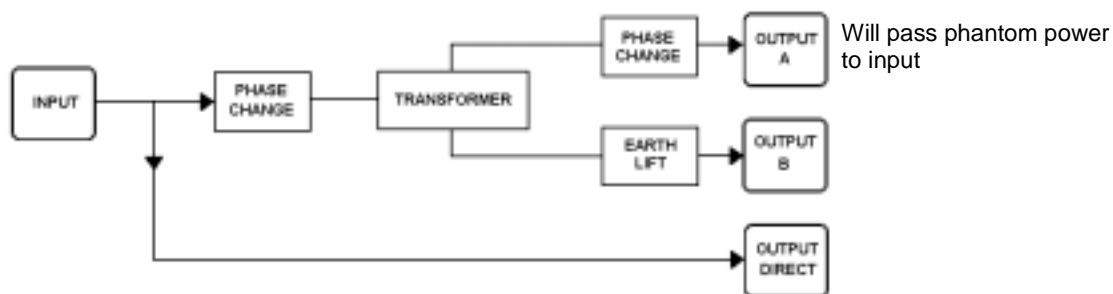 INPUT
PHASE
CHANGE
TRANSFORMER
PHASE
CHANGE
OUTPUT
A
Will pass phantom power
to input
EARTH
LIFT
OUTPUT
B
OUTPUT
DIRECT